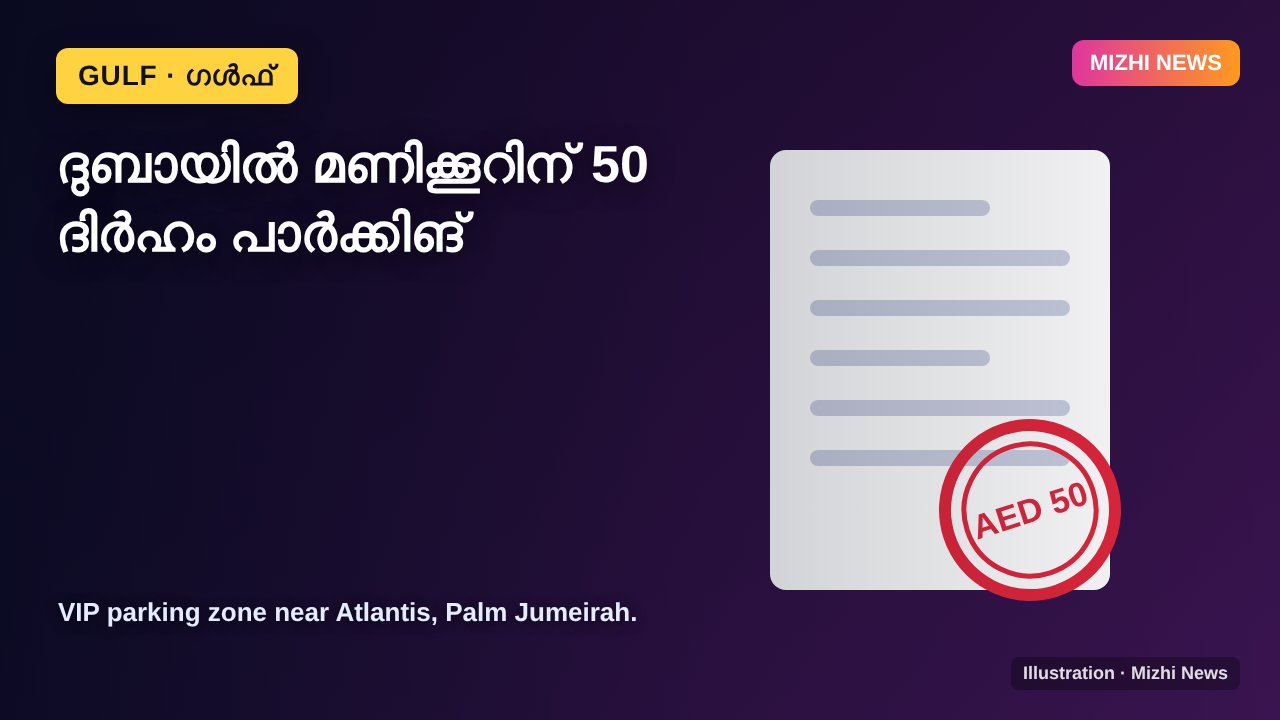 GULF · ഗൾഫ്
MIZHI NEWS
ദുബായിൽ മണിക്കൂറിന് 50
ദിർഹം പാർക്കിങ്
AED 50
VIP parking zone near Atlantis, Palm Jumeirah.
Illustration · Mizhi News